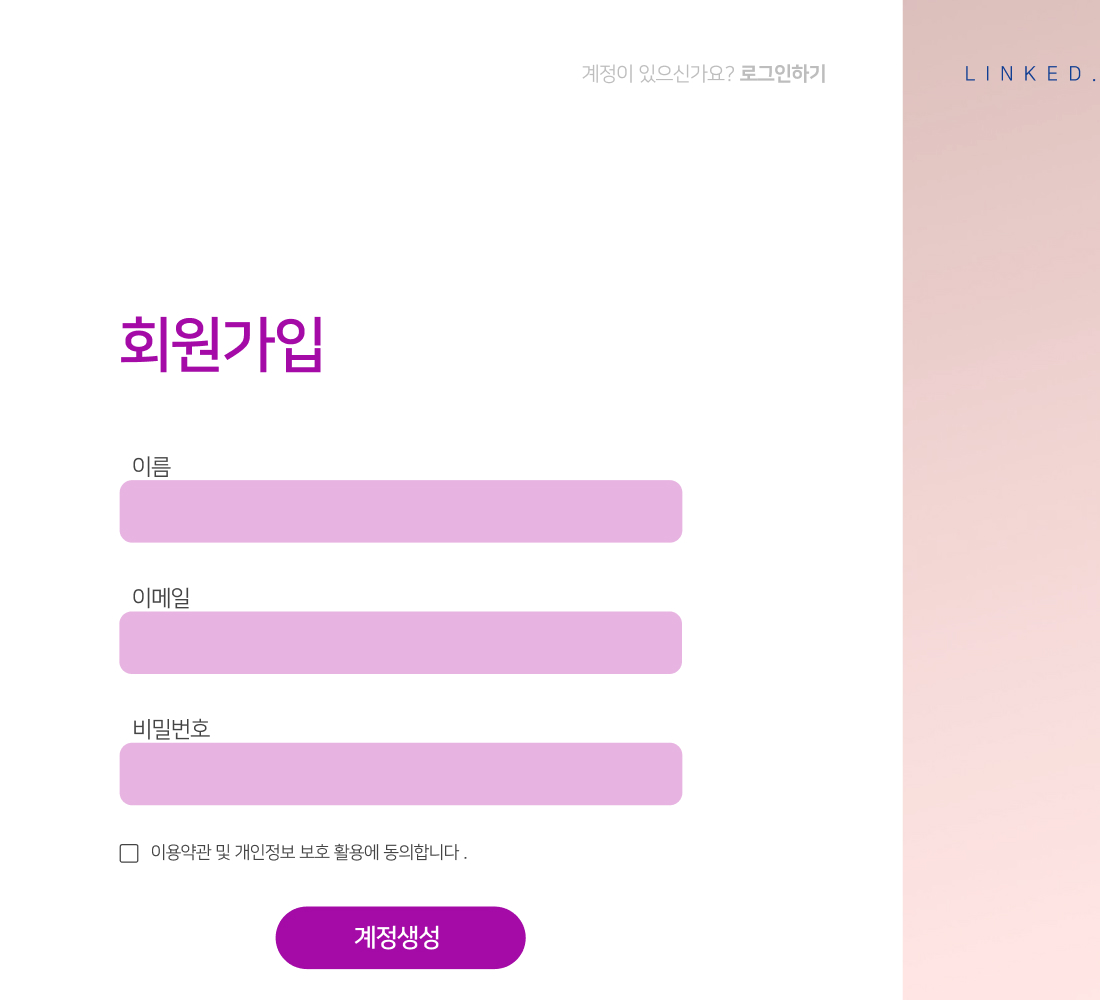 계정이 있으신가요? 로그인하기
LINKED.
회원가입
이름
이메일
비밀번호
이용약관 및 개인정보 보호 활용에 동의합니다 .
계정생성